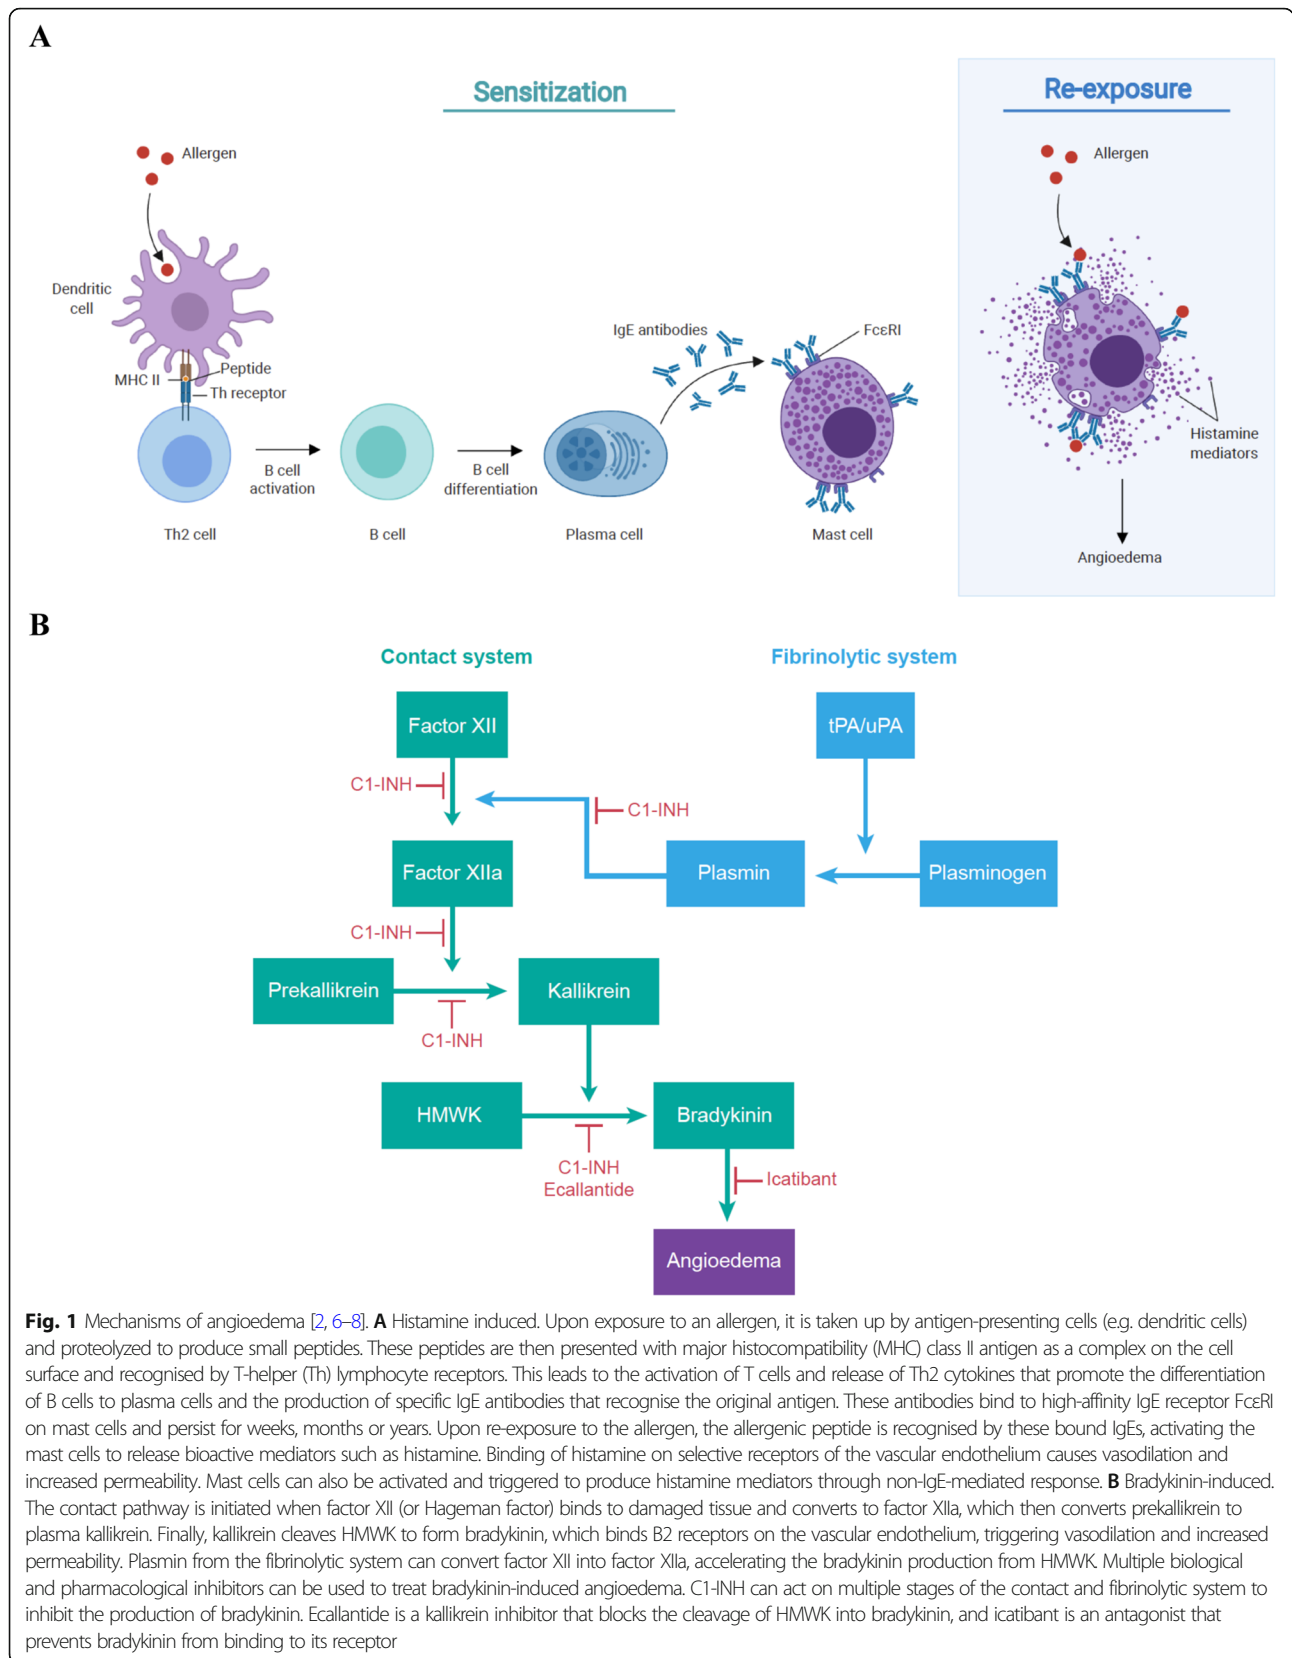 A
Sensitization
Re-exposure
Allergen
Allergen
Dendritic
cell
MHC II
Peptide
Th receptor
IgE antibodies
FcεRI
Histamine
mediators
B cell
activation
B cell
differentiation
Th2 cell
B cell
Plasma cell
Mast cell
Angioedema
B
Contact system
Fibrinolytic system
Factor XII
tPA/uPA
C1-INH
C1-INH
Factor XIIa
Plasmin
Plasminogen
C1-INH
Prekallikrein
Kallikrein
C1-INH
HMWK
Bradykinin
C1-INH
Ecallantide
Icatibant
Angioedema
Fig. 1 Mechanisms of angioedema [2, 6–8]. A Histamine induced. Upon exposure to an allergen, it is taken up by antigen-presenting cells (e.g. dendritic cells)
and proteolyzed to produce small peptides. These peptides are then presented with major histocompatibility (MHC) class II antigen as a complex on the cell
surface and recognised by T-helper (Th) lymphocyte receptors. This leads to the activation of T cells and release of Th2 cytokines that promote the differentiation
of B cells to plasma cells and the production of specific IgE antibodies that recognise the original antigen. These antibodies bind to high-affinity IgE receptor FcεRI
on mast cells and persist for weeks, months or years. Upon re-exposure to the allergen, the allergenic peptide is recognised by these bound IgEs, activating the
mast cells to release bioactive mediators such as histamine. Binding of histamine on selective receptors of the vascular endothelium causes vasodilation and
increased permeability. Mast cells can also be activated and triggered to produce histamine mediators through non-IgE-mediated response. B Bradykinin-induced.
The contact pathway is initiated when factor XII (or Hageman factor) binds to damaged tissue and converts to factor XIIa, which then converts prekallikrein to
plasma kallikrein. Finally, kallikrein cleaves HMWK to form bradykinin, which binds B2 receptors on the vascular endothelium, triggering vasodilation and increased
permeability. Plasmin from the fibrinolytic system can convert factor XII into factor XIIa, accelerating the bradykinin production from HMWK. Multiple biological
and pharmacological inhibitors can be used to treat bradykinin-induced angioedema. C1-INH can act on multiple stages of the contact and fibrinolytic system to
inhibit the production of bradykinin. Ecallantide is a kallikrein inhibitor that blocks the cleavage of HMWK into bradykinin, and icatibant is an antagonist that
prevents bradykinin from binding to its receptor